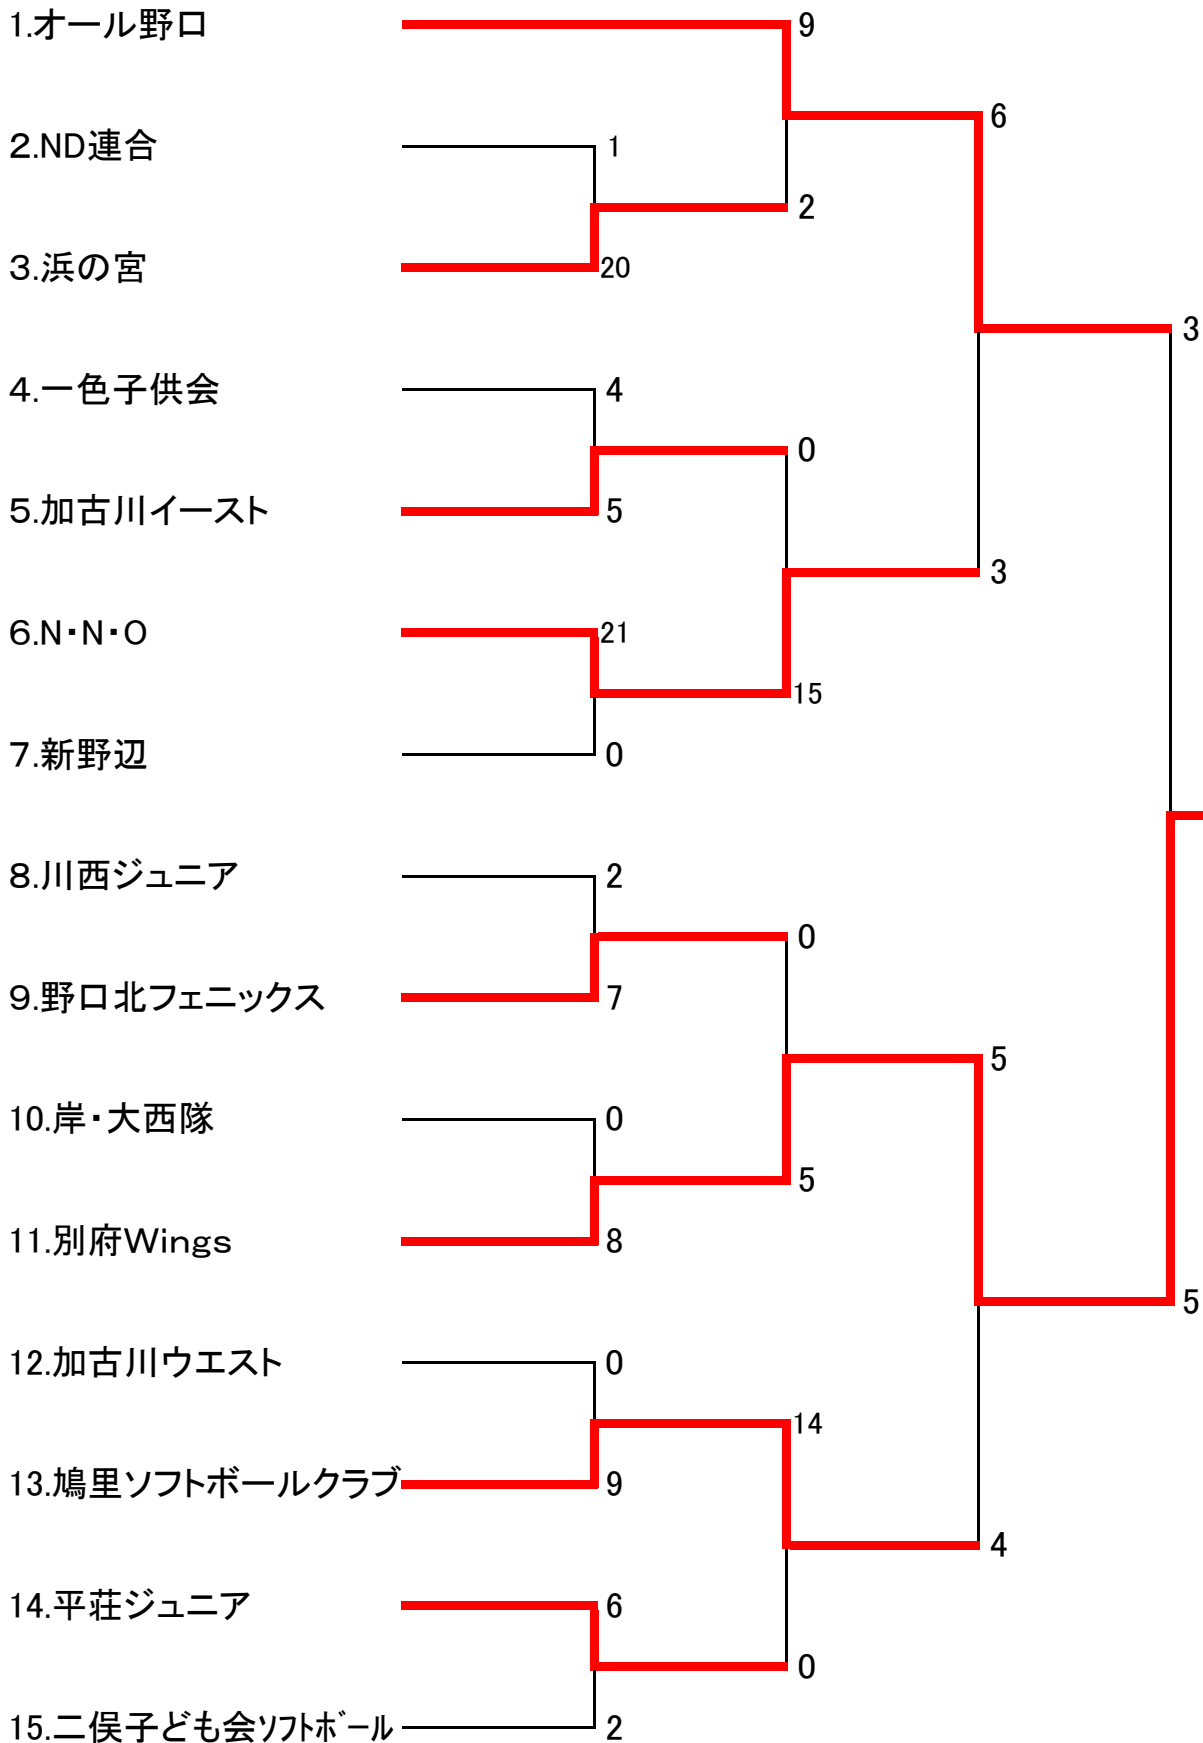 1.オール野口
9
6
2.ND連合
1
2
3.浜の宮
20
3
4.一色子供会
4
0
5.加古川イースト
5
3
6.N・N・O
21
15
7.新野辺
0
8.川西ジュニア
2
0
9.野口北フェニックス
7
5
10.岸・大西隊
0
5
11.別府Wings
8
5
12.加古川ウエスト
0
14
13.鳩里ソフトボールクラブ
9
4
14.平荘ジュニア
6
0
15.二俣子ども会ソフトボール
2